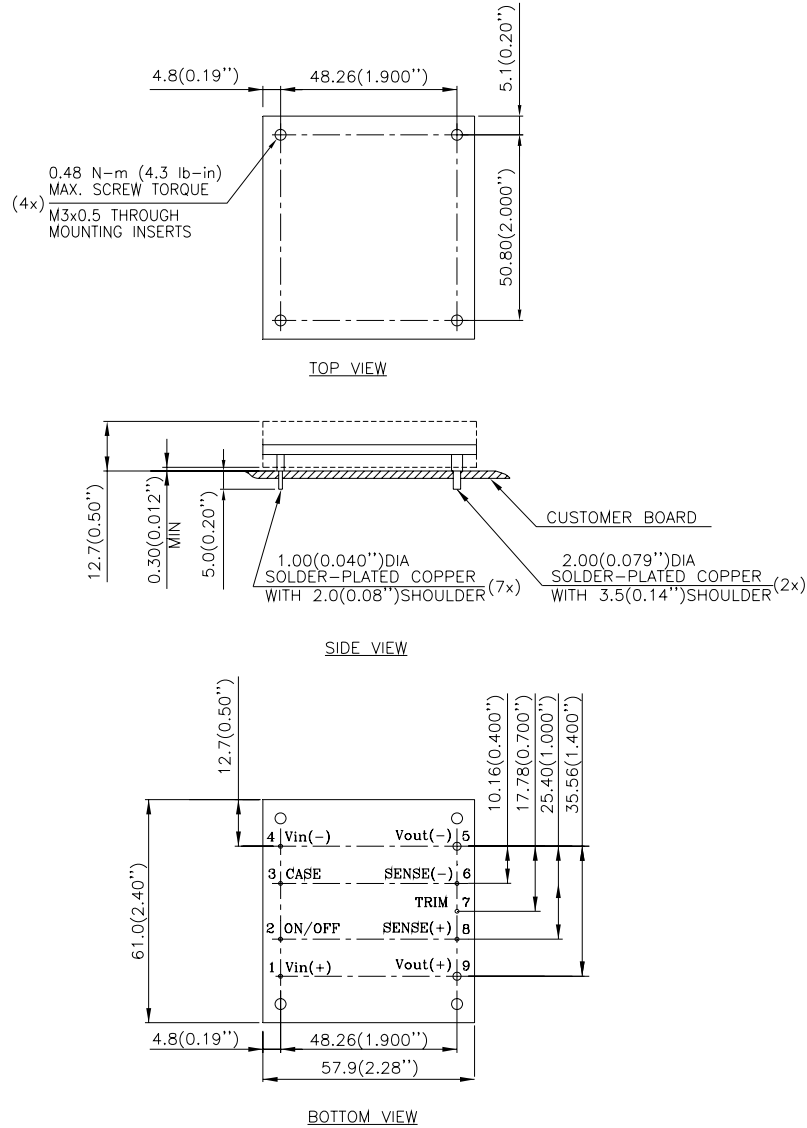 4.8(0.19'')
48.26(1.900'')
5.1(0.20'')
0.48 N-m (4.3 lb-in)
MAX. SCREW TORQUE
(4x)
M3x0.5 THROUGH
MOUNTING INSERTS
50.80(2.000'')
TOP VIEW
12.7(0.50'')
0.30(0.012'')
MIN
5.0(0.20'')
CUSTOMER BOARD
1.00(0.040'')DIA
SOLDER-PLATED COPPER
WITH 2.0(0.08'')SHOULDER
(7x)
2.00(0.079'')DIA
SOLDER-PLATED COPPER
WITH 3.5(0.14'')SHOULDER
(2x)
SIDE VIEW
12.7(0.50'')
10.16(0.400'')
17.78(0.700'')
25.40(1.000'')
35.56(1.400'')
61.0(2.40'')
4 Vin(-) Vout(-) 5
3 CASE SENSE(-) 6
TRIM 7
2 ON/OFF SENSE(+) 8
1 Vin(+) Vout(+) 9
4.8(0.19'')
48.26(1.900'')
57.9(2.28'')
BOTTOM VIEW